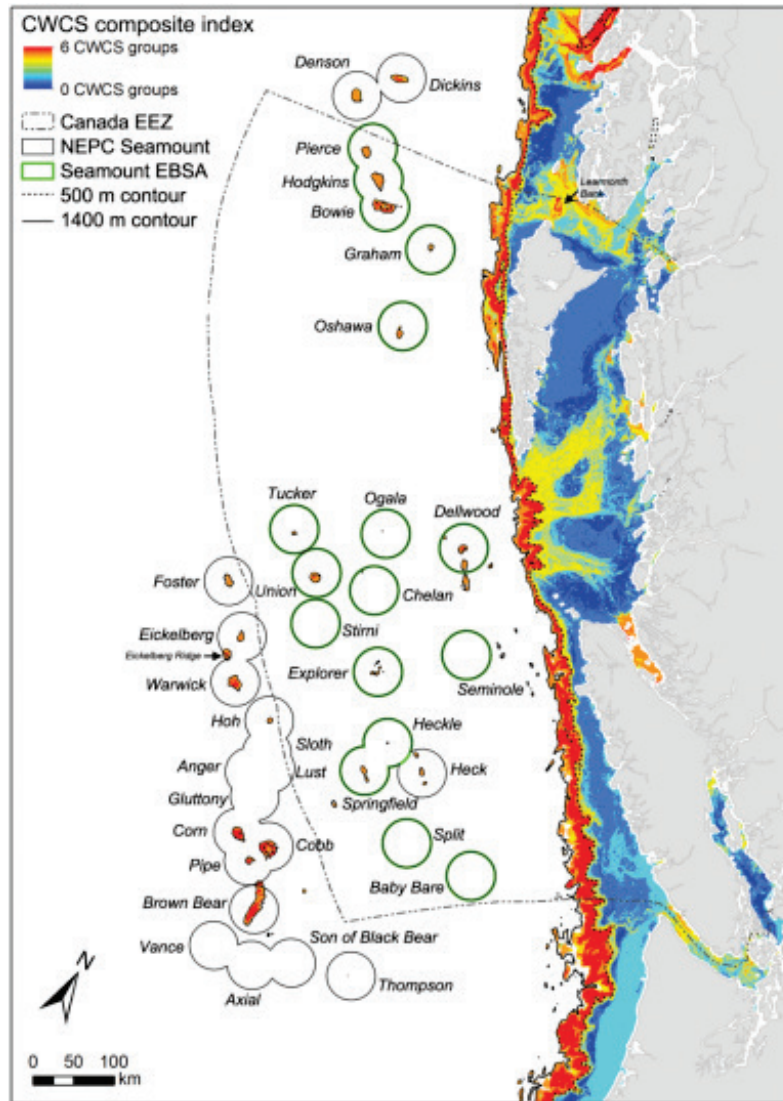 CWCS composite index
6 CWCS groups
0 CWCS groups
Canada EEZ
NEPC Seamount
Seamount EBSA
500 m contour
1400 m contour
Denson
Dickins
Pierce
Hodgkins
Bowie
Learmonth
Bank
Graham
Oshawa
Tucker
Ogala
Dellwood
Foster
Union
Chelan
Stirni
Eickelberg
Eickelberg Ridge
Explorer
Warwick
Seminole
Hoh
Sloth
Heckle
Anger
Lust
Heck
Gluttony
Springfield
Corn
Cobb
Split
Pipe
Baby Bare
Brown Bear
Vance
Son of Black Bear
Axial
Thompson
N
0 50 100
km